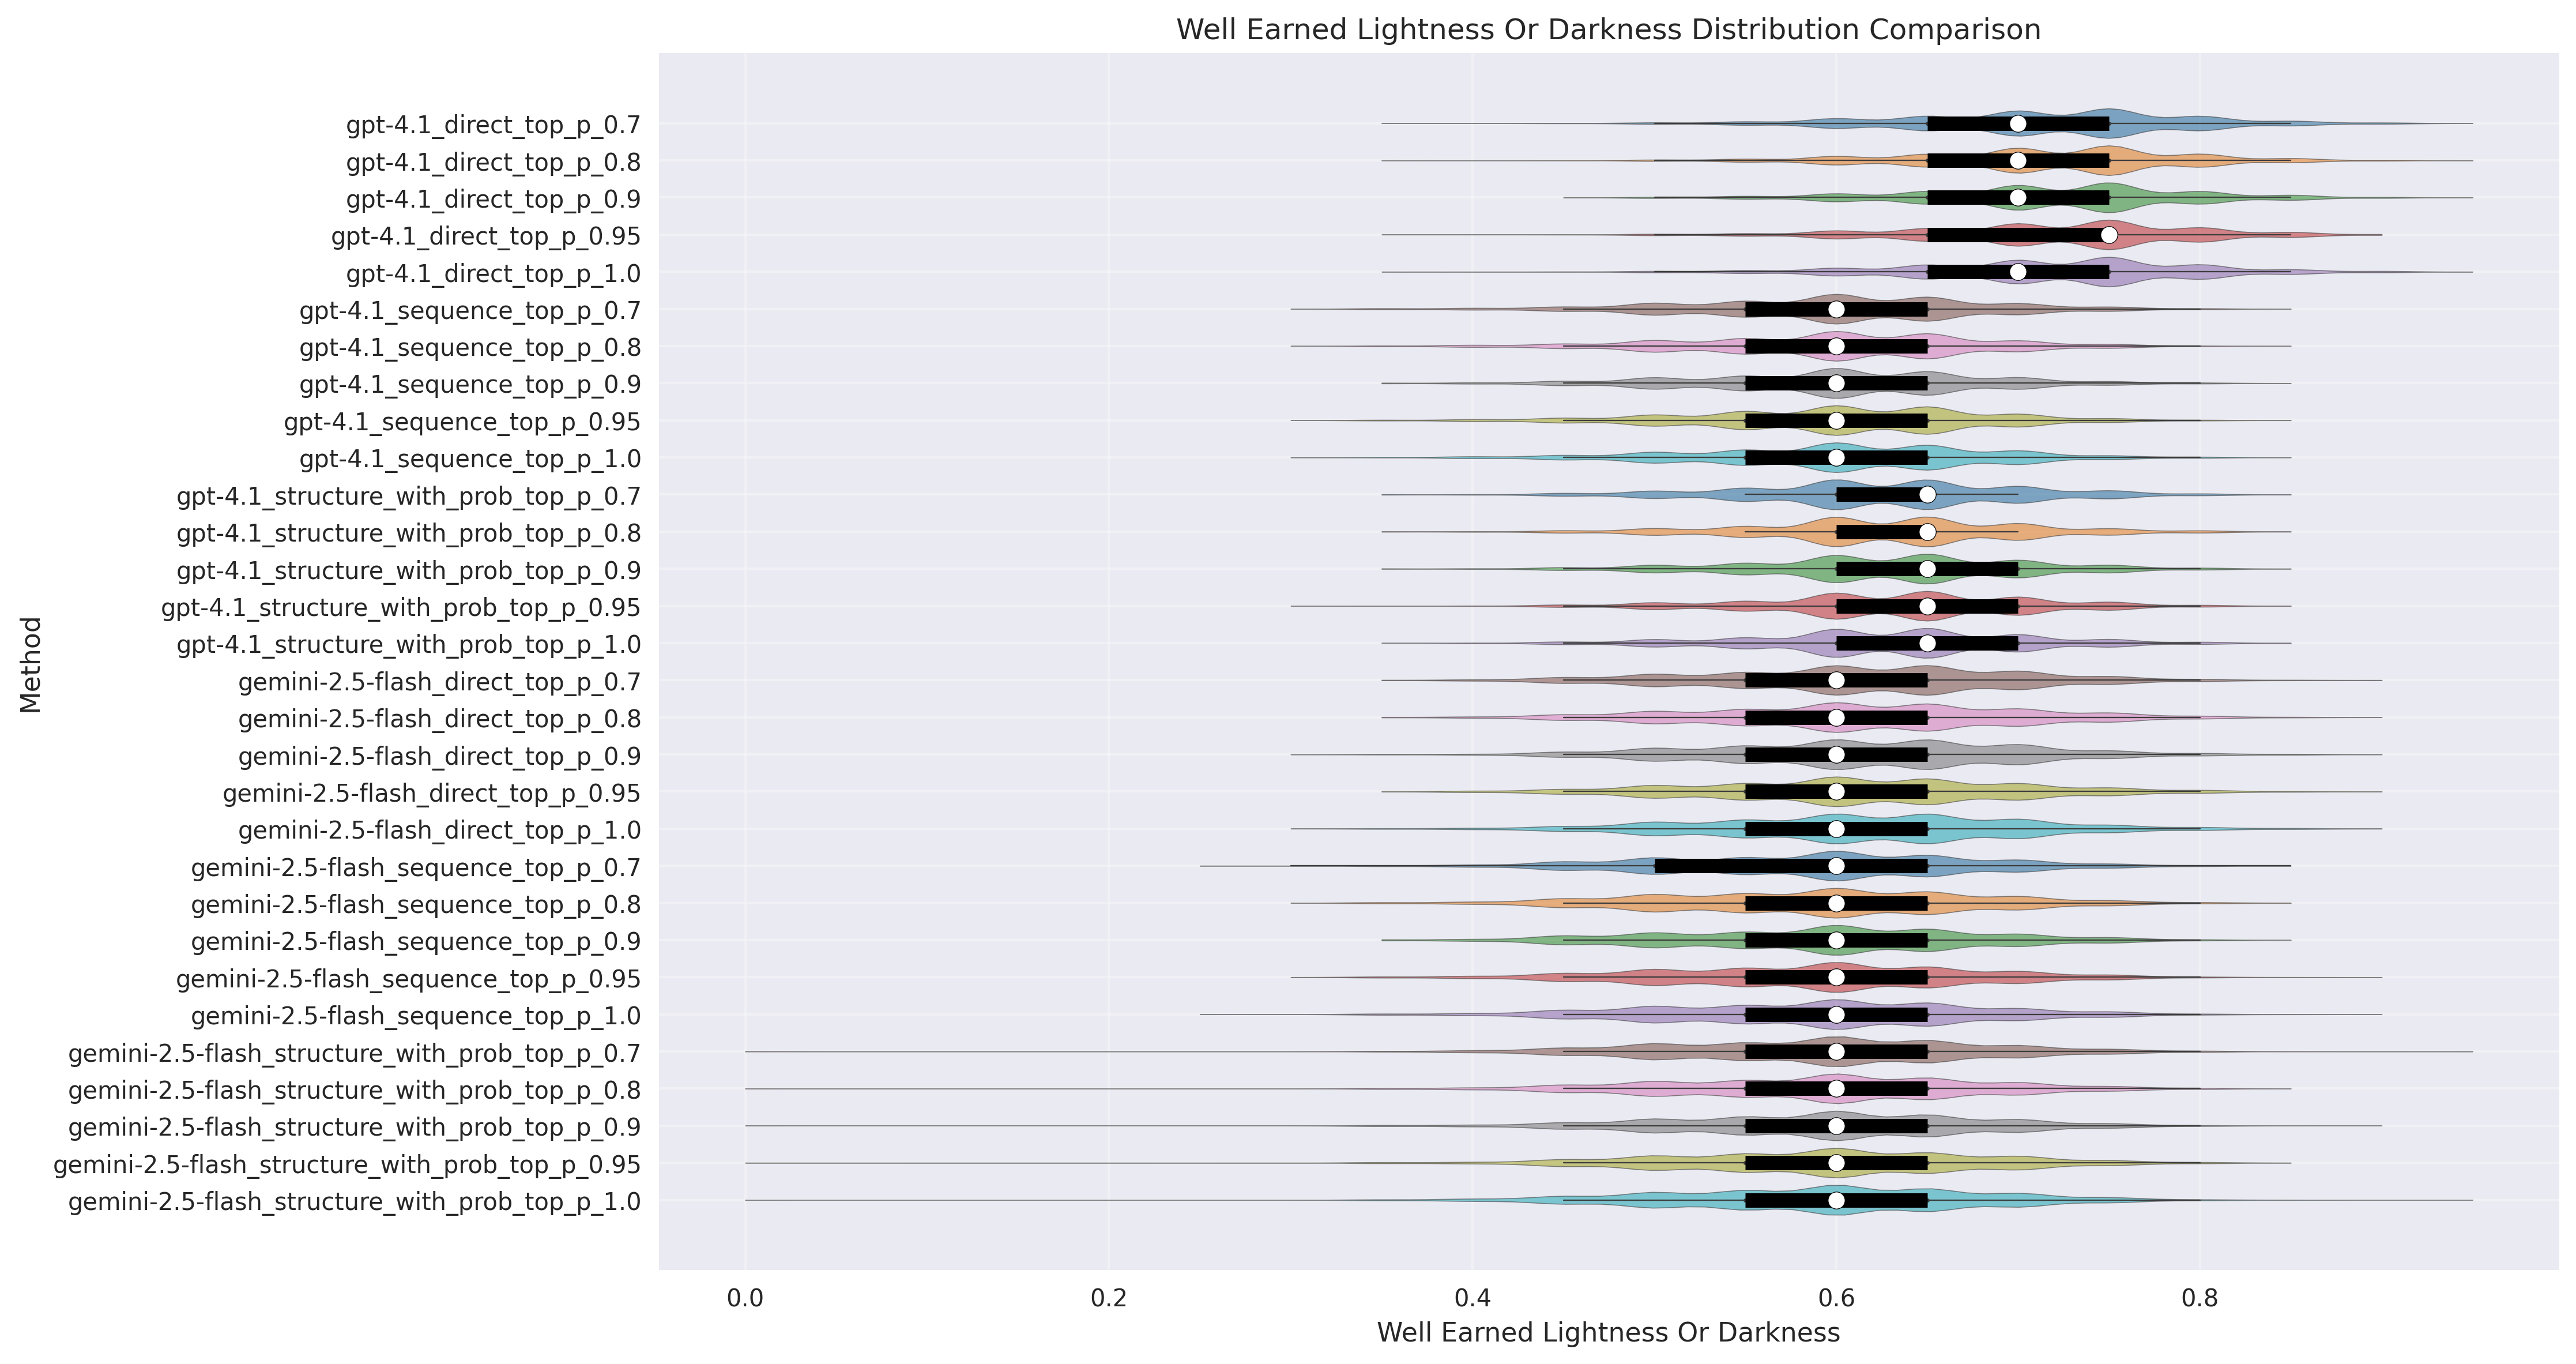 Well Earned Lightness Or Darkness Distribution Comparison
gpt-4.1_direct_top_p_0.7
gpt-4.1_direct_top_p_0.8
gpt-4.1_direct_top_p_0.9
gpt-4.1_direct_top_p_0.95
gpt-4.1_direct_top_p_1.0
gpt-4.1_sequence_top_p_0.7
gpt-4.1_sequence_top_p_0.8
gpt-4.1_sequence_top_p_0.9
gpt-4.1_sequence_top_p_0.95
gpt-4.1_sequence_top_p_1.0
gpt-4.1_structure_with_prob_top_p_0.7
gpt-4.1_structure_with_prob_top_p_0.8
gpt-4.1_structure_with_prob_top_p_0.9
gpt-4.1_structure_with_prob_top_p_0.95
gpt-4.1_structure_with_prob_top_p_1.0
gemini-2.5-flash_direct_top_p_0.7
gemini-2.5-flash_direct_top_p_0.8
gemini-2.5-flash_direct_top_p_0.9
gemini-2.5-flash_direct_top_p_0.95
gemini-2.5-flash_direct_top_p_1.0
gemini-2.5-flash_sequence_top_p_0.7
gemini-2.5-flash_sequence_top_p_0.8
gemini-2.5-flash_sequence_top_p_0.9
gemini-2.5-flash_sequence_top_p_0.95
gemini-2.5-flash_sequence_top_p_1.0
gemini-2.5-flash_structure_with_prob_top_p_0.7
gemini-2.5-flash_structure_with_prob_top_p_0.8
gemini-2.5-flash_structure_with_prob_top_p_0.9
gemini-2.5-flash_structure_with_prob_top_p_0.95
gemini-2.5-flash_structure_with_prob_top_p_1.0
Method
0.0 0.2 0.4 0.6 0.8
Well Earned Lightness Or Darkness